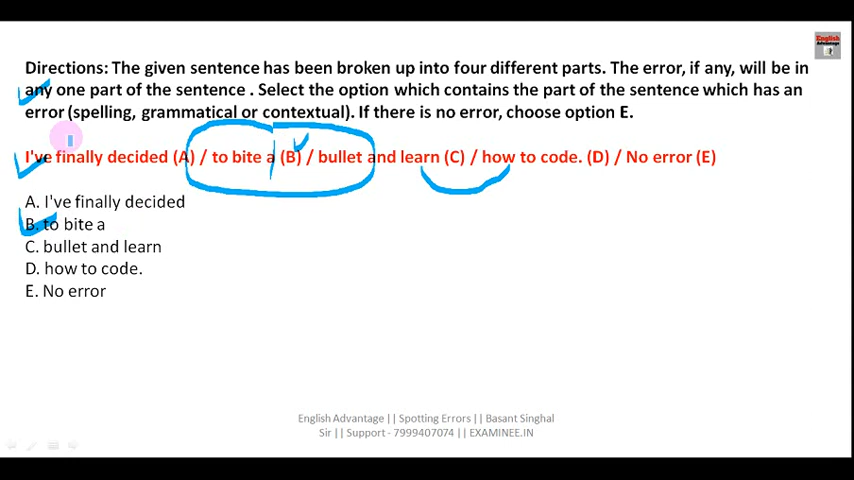 English
Advantage
Directions: The given sentence has been broken up into four different parts. The error, if any, will be in
any one part of the sentence . Select the option which contains the part of the sentence which has an
error (spelling, grammatical or contextual). If there is no error, choose option E.
I've finally decided (A) / to bite a (B) / bullet and learn (C) / how to code. (D) / No error (E)
A. I've finally decided
B. to bite a
C. bullet and learn
D. how to code.
E. No error
English Advantage || Spotting Errors || Basant Singhal
Sir || Support - 7999407074 || EXAMINEE.IN